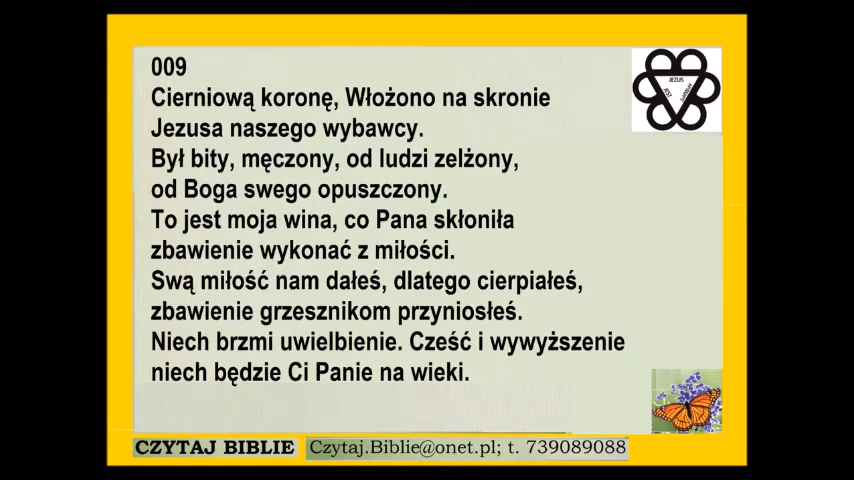 009
Cierniową koronę, Włożono na skronie
Jezusa naszego wybawcy.
Był bity, męczony, od ludzi zelżony,
od Boga swego opuszczony.
To jest moja wina, co Pana skłoniła
zbawienie wykonać z miłości.
Swą miłość nam dałeś, dlatego cierpiałeś,
zbawienie grzesznikom przyniosłeś.
Niech brzmi uwielbienie. Cześć i wywyższenie
niech będzie Ci Panie na wieki.
JEZUS
JEST
CZYTAJ BIBLIE
Czytaj.Biblie@onet.pl; t. 739089088